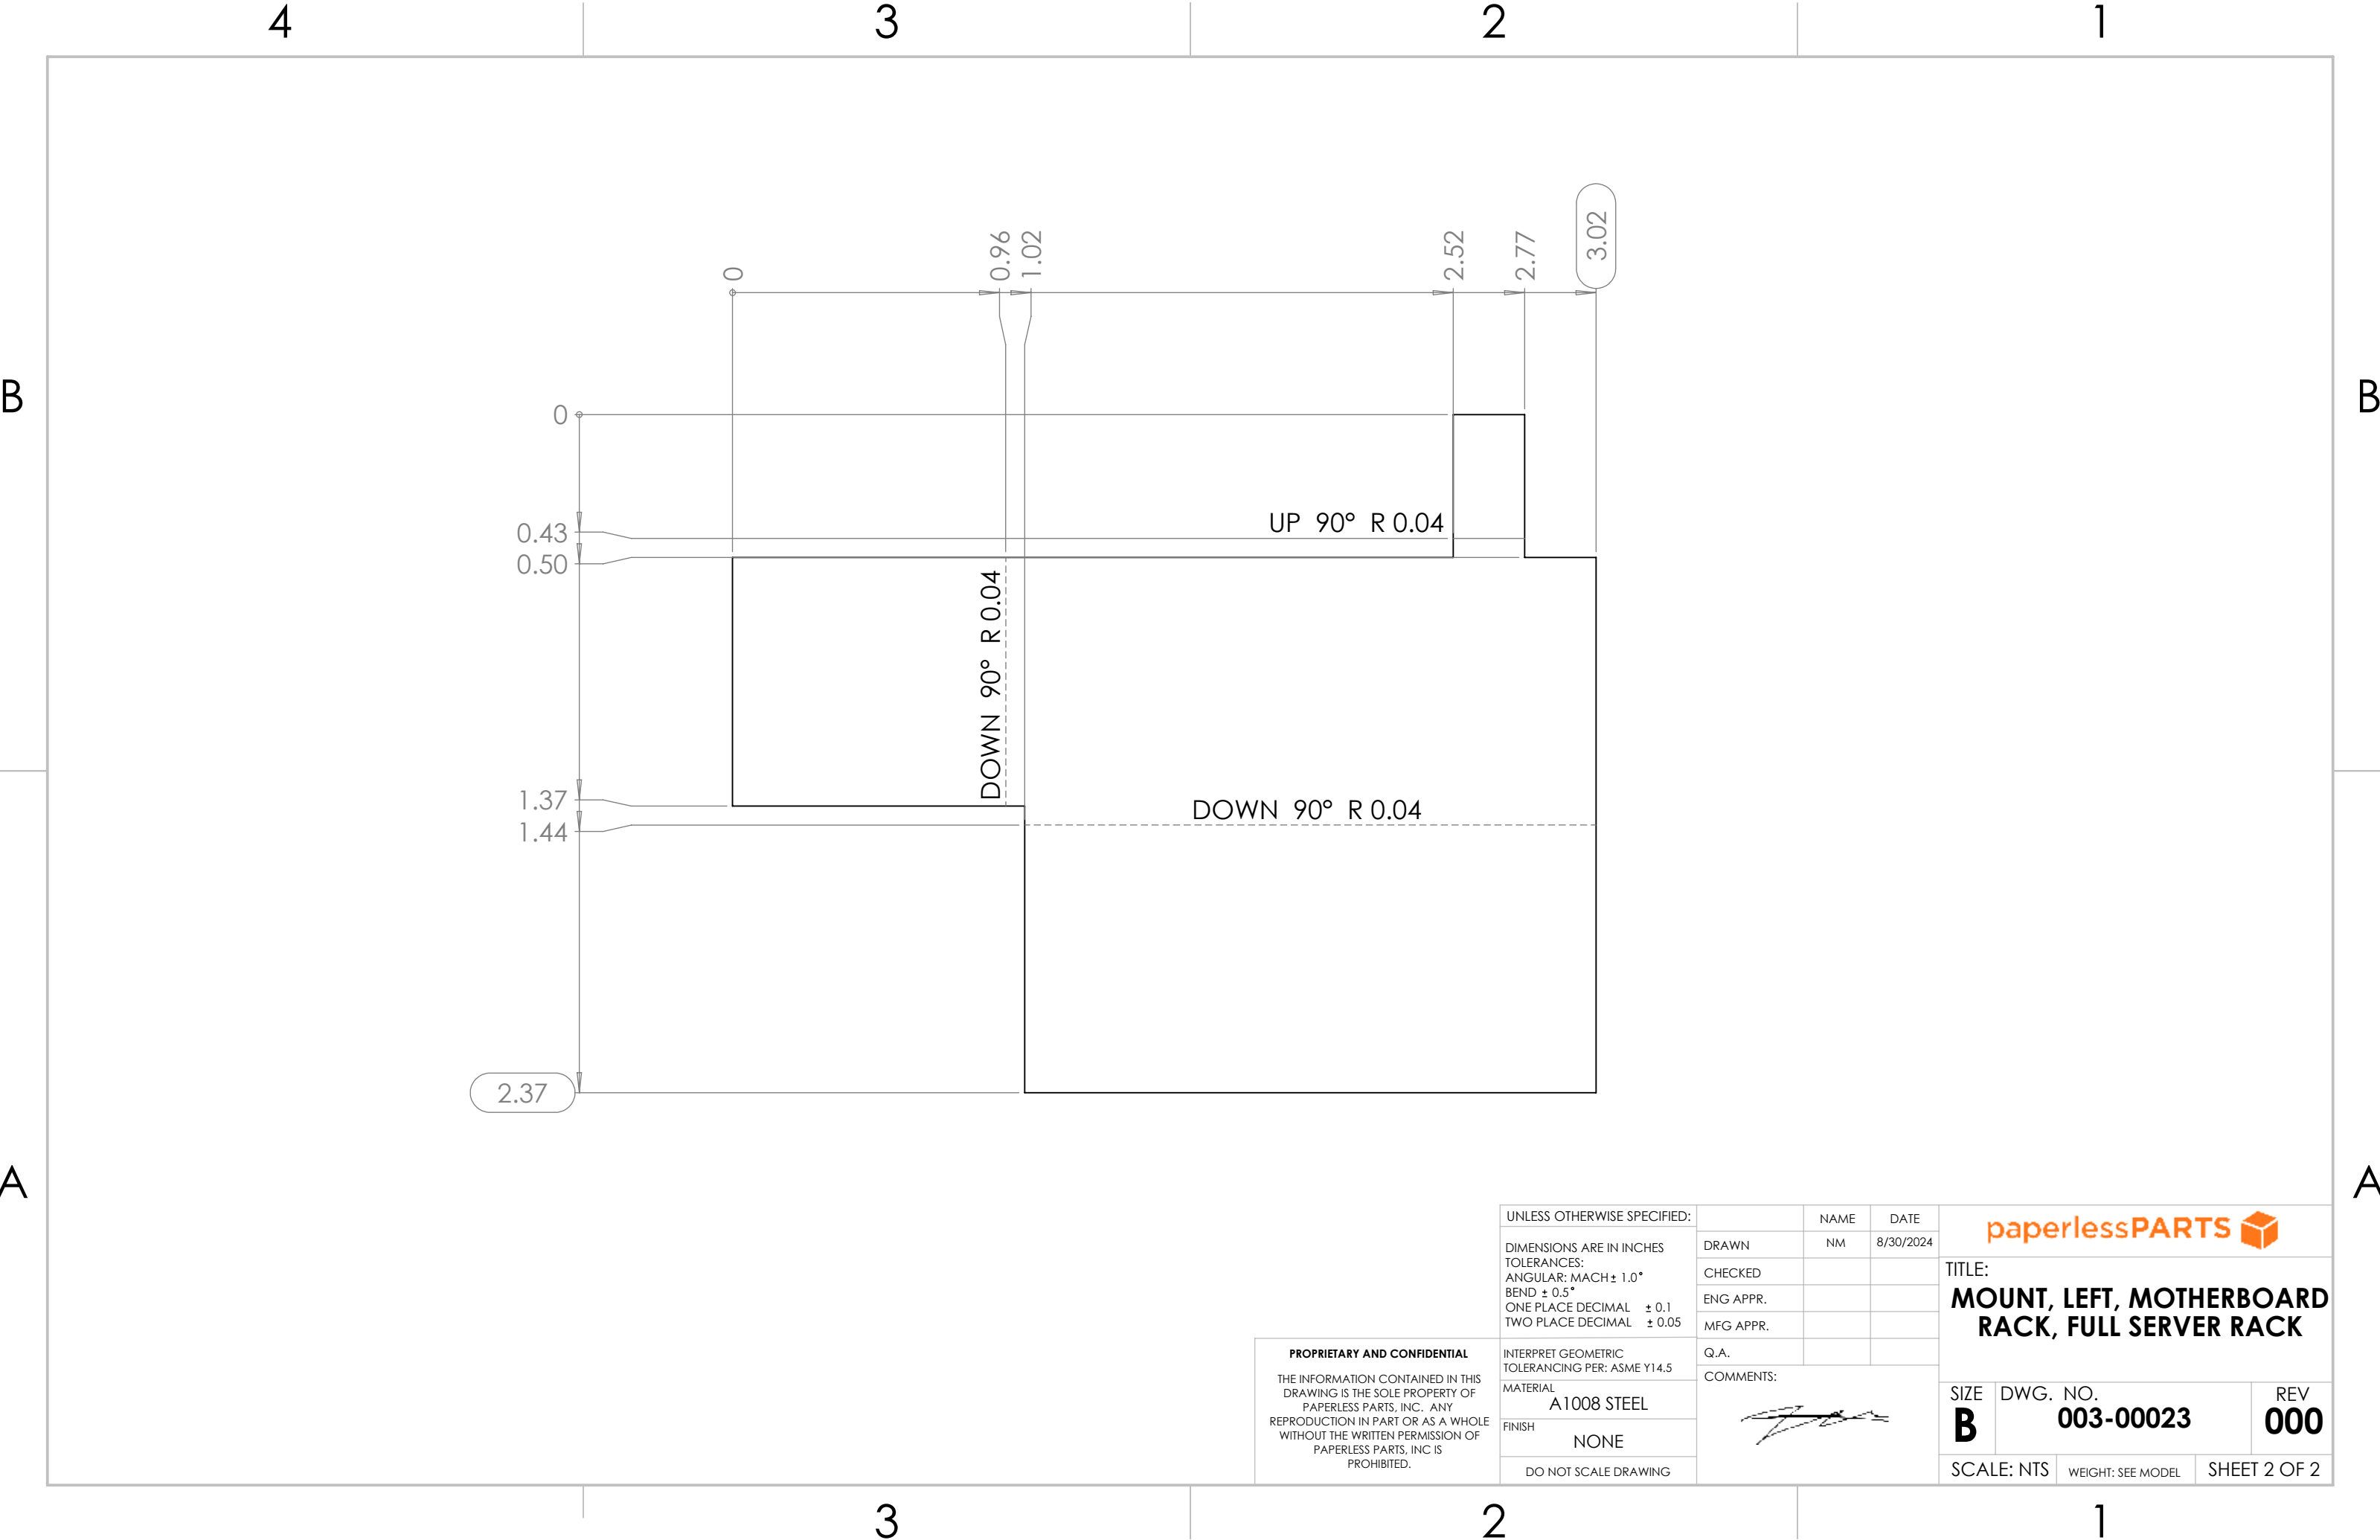 4 3 2 1
3.02
0 0.96 1.02 2.52 2.77
B B
0
UP 90° R 0.04
0.43
0.50
DOWN 90° R 0.04
1.37
DOWN 90° R 0.04
1.44
2.37
A A
UNLESS OTHERWISE SPECIFIED:
DIMENSIONS ARE IN INCHES
TOLERANCES:
ANGULAR: MACH ± 1.0°
BEND ± 0.5°
ONE PLACE DECIMAL ± 0.1
TWO PLACE DECIMAL ± 0.05
INTERPRET GEOMETRIC
TOLERANCING PER: ASME Y14.5
MATERIAL
A1008 STEEL
FINISH
NONE
DO NOT SCALE DRAWING
PROPRIETARY AND CONFIDENTIAL
THE INFORMATION CONTAINED IN THIS
DRAWING IS THE SOLE PROPERTY OF
PAPERLESS PARTS, INC. ANY
REPRODUCTION IN PART OR AS A WHOLE
WITHOUT THE WRITTEN PERMISSION OF
PAPERLESS PARTS, INC IS
PROHIBITED.
NAME DATE
DRAWN NM 8/30/2024
CHECKED
ENG APPR.
MFG APPR.
Q.A.
COMMENTS:
paperlessPARTS
TITLE:
MOUNT, LEFT, MOTHERBOARD
RACK, FULL SERVER RACK
SIZE DWG. NO. REV
B 003-00023 000
SCALE: NTS WEIGHT: SEE MODEL SHEET 2 OF 2
3 2 1